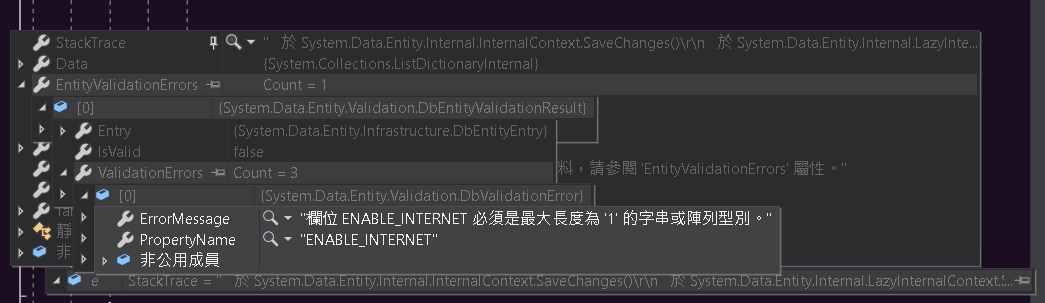 StackTrace " 於 System.Data.Entity.Internal.InternalContext.SaveChanges()\r\n 於 System.Data.Entity.Internal.LazyInte...
Data {System.Collections.ListDictionaryInternal}
EntityValidationErrors Count = 1
[0] {System.Data.Entity.Validation.DbEntityValidationResult}
Entry {System.Data.Entity.Infrastructure.DbEntityEntry}
IsValid false
ValidationErrors Count = 3 料，請參閱 'EntityValidationErrors' 屬性。"
[0] {System.Data.Entity.Validation.DbValidationError}
ErrorMessage "欄位 ENABLE_INTERNET 必須是最大長度為 '1' 的字串或陣列型別。"
PropertyName "ENABLE_INTERNET"
靜
非 非公用成員
e StackTrace = " 於 System.Data.Entity.Internal.InternalContext.SaveChanges()\r\n 於 System.Data.Entity.Internal.LazyInternalContext.S...